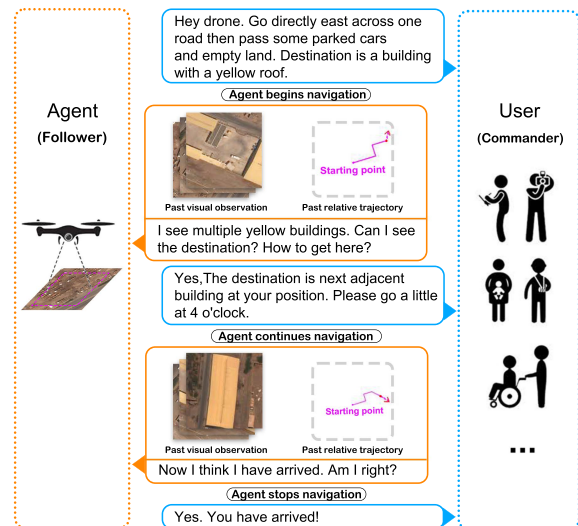 Hey drone. Go directly east across one
road then pass some parked cars
and empty land. Destination is a building
with a yellow roof.
Agent begins navigation
Agent
(Follower)
User
(Commander)
Starting point
Past visual observation
Past relative trajectory
I see multiple yellow buildings. Can I see
the destination? How to get here?
Yes,The destination is next adjacent
building at your position. Please go a little
at 4 o'clock.
Agent continues navigation
Starting point
Past visual observation
Past relative trajectory
Now I think I have arrived. Am I right?
...
Agent stops navigation
Yes. You have arrived!